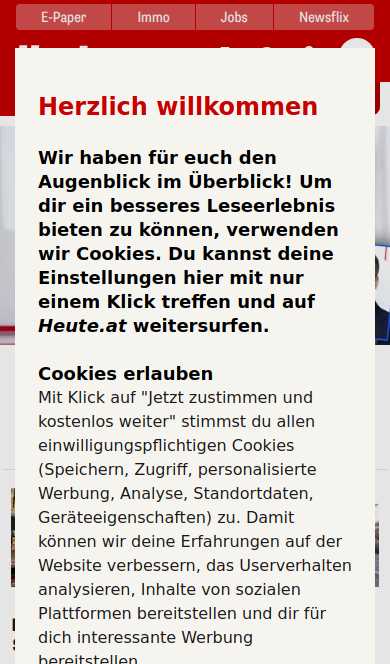 E-Paper
Immo
Jobs
Newsflix
Herzlich willkommen
Wir haben für euch den
Augenblick im Überblick! Um
dir ein besseres Leseerlebnis
bieten zu können, verwenden
wir Cookies. Du kannst deine
Einstellungen hier mit nur
einem Klick treffen und auf
Heute.at weitersurfen.
Cookies erlauben
Mit Klick auf "Jetzt zustimmen und
kostenlos weiter" stimmst du allen
einwilligungspflichtigen Cookies
(Speichern, Zugriff, personalisierte
Werbung, Analyse, Standortdaten,
Geräteeigenschaften) zu. Damit
können wir deine Erfahrungen auf der
Website verbessern, das Userverhalten
analysieren, Inhalte von sozialen
Plattformen bereitstellen und dir für
dich interessante Werbung
bereitstellen